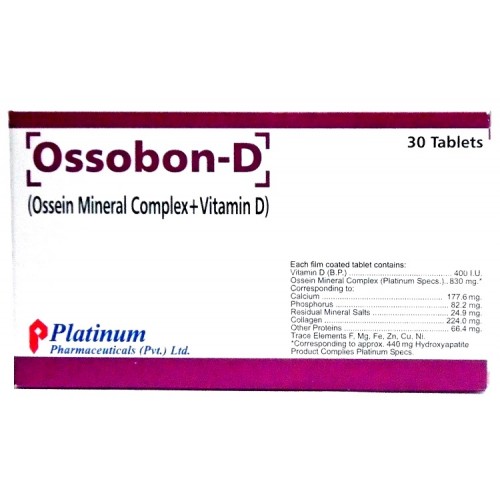 Ossobon-D
30 Tablets
(Ossein Mineral Complex+Vitamin D)
Each film coated tablet contains:
Vitamin D (B.P.) ........................... 400 I.U.
Ossein Mineral Complex (Platinum Specs.)..830 mg.*
Corresponding to:
Calcium ........................... 177.6 mg.
Phosphorus ........................... 82.2 mg.
Residual Mineral Salts ........................... 24.9 mg.
Collagen ........................... 224.0 mg.
Other Proteins ........................... 66.4 mg.
Trace Elements F, Mg, Fe, Zn, Cu, Ni.
*Corresponding to approx. 440 mg Hydroxyapatite
Product Complies Platinum Specs.
Platinum
Pharmaceuticals (Pvt.) Ltd.